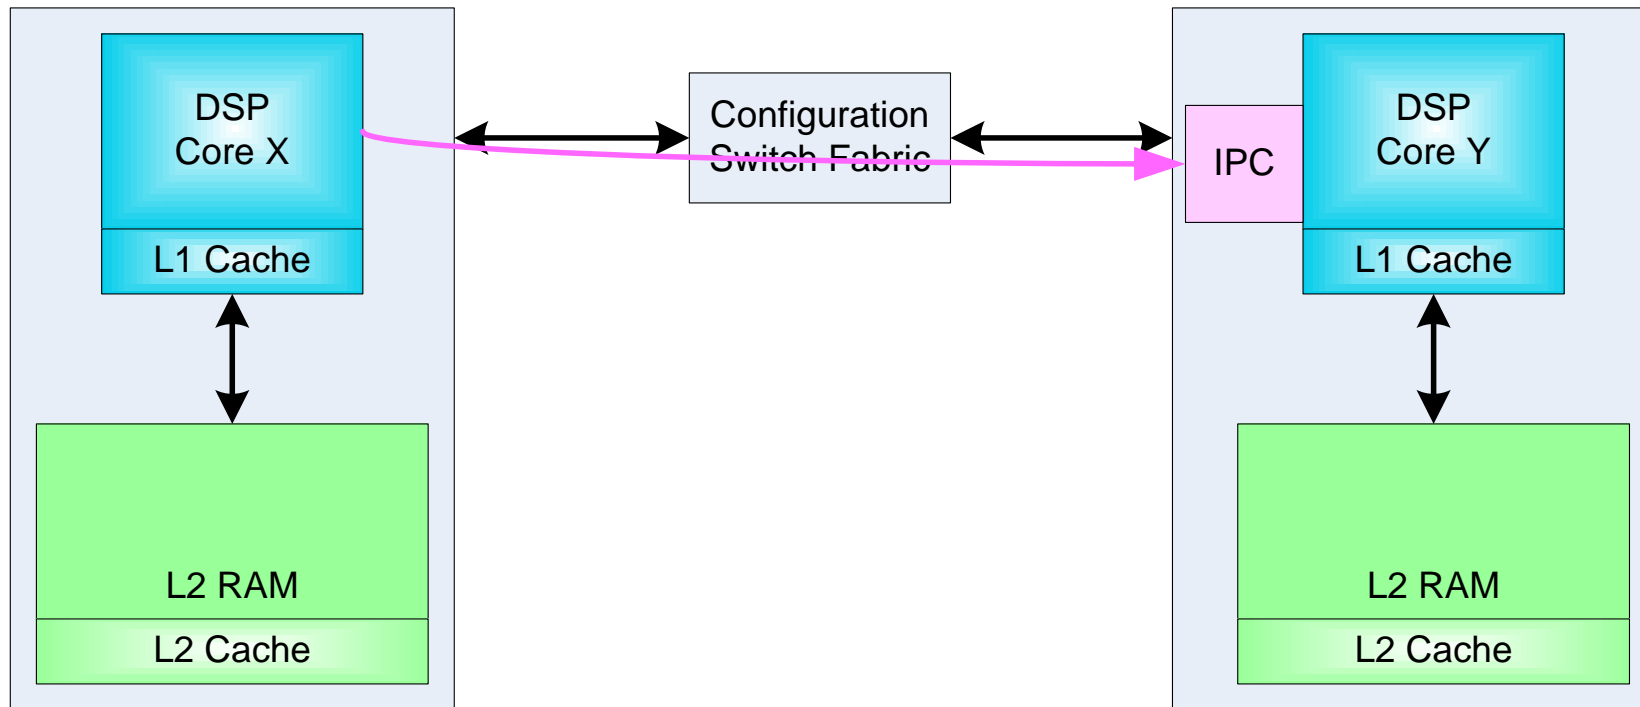 DSP
Core X
L1 Cache
L2 RAM
L2 Cache
Configuration
Switch Fabric
IPC
DSP
Core Y
L1 Cache
L2 RAM
L2 Cache